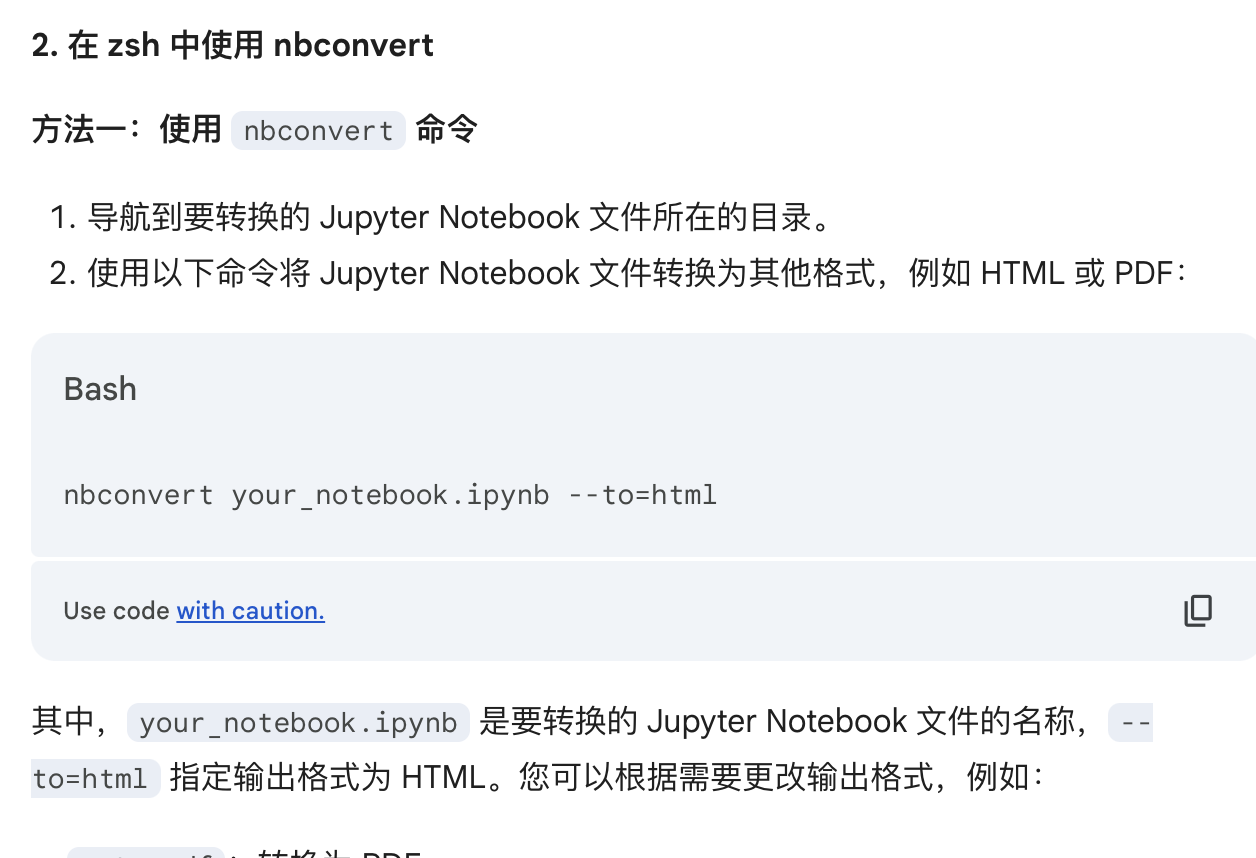 2. 在 zsh 中使用 nbconvert
方法一：使用 nbconvert 命令
1. 导航到要转换的 Jupyter Notebook 文件所在的目录。
2. 使用以下命令将 Jupyter Notebook 文件转换为其他格式，例如 HTML 或 PDF：
Bash
nbconvert your_notebook.ipynb --to=html
Use code with caution.
其中，your_notebook.ipynb 是要转换的 Jupyter Notebook 文件的名称，--
to=html 指定输出格式为 HTML。您可以根据需要更改输出格式，例如：
转换为 PDF